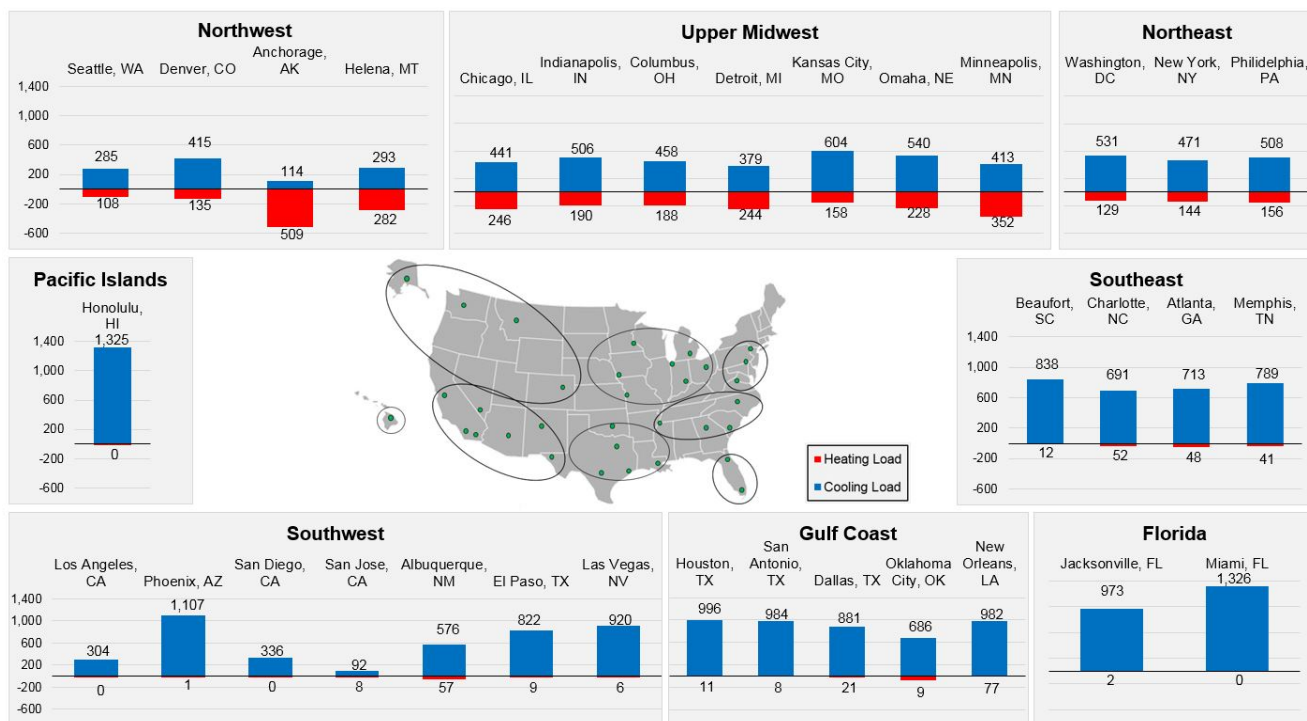 Northwest
Seattle, WA
Denver, CO
Anchorage,
AK
Helena, MT
1,400
1,000
600
200
-200
-600
285
415
114
293
108
135
509
282
Upper Midwest
Chicago, IL
Indianapolis,
IN
Columbus,
OH
Detroit, MI
Kansas City,
MO
Omaha, NE
Minneapolis,
MN
441
506
458
379
604
540
413
246
190
188
244
158
228
352
Northeast
Washington,
DC
New York,
NY
Philidelphia,
PA
531
471
508
129
144
156
Pacific Islands
Honolulu,
HI
1,325
1,400
1,000
600
200
-200
-600
0
Heating Load
Cooling Load
Southeast
Beaufort,
SC
Charlotte,
NC
Atlanta,
GA
Memphis,
TN
1,400
1,000
600
200
-200
-600
838
691
713
789
12
52
48
41
Southwest
Los Angeles,
CA
Phoenix, AZ
San Diego,
CA
San Jose,
CA
Albuquerque,
NM
El Paso, TX
Las Vegas,
NV
1,400
1,000
600
200
-200
-600
304
1,107
336
92
576
822
920
0
1
0
8
57
9
6
Gulf Coast
Houston,
TX
San
Antonio,
TX
Dallas, TX
Oklahoma
City, OK
New
Orleans,
LA
996
984
881
686
982
11
8
21
9
77
Florida
Jacksonville, FL
Miami, FL
973
1,326
2
0